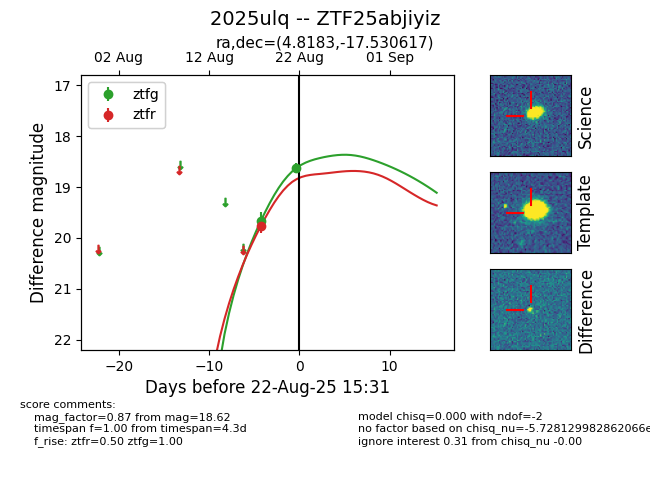 2025ulq -- ZTF25abjiyiz
ra,dec=(4.8183,-17.530617)
02 Aug 12 Aug 22 Aug 01 Sep
ztfg
ztfr
17
18
19
20
21
22
Difference magnitude
−20 −10 0 10
Days before 22-Aug-25 15:31
Science
Template
Difference
score comments:
mag_factor=0.87 from mag=18.62
timespan f=1.00 from timespan=4.3d
f_rise: ztfr=0.50 ztfg=1.00
model chisq=0.000 with ndof=-2
no factor based on chisq_nu=-5.728129982862066e
ignore interest 0.31 from chisq_nu -0.00